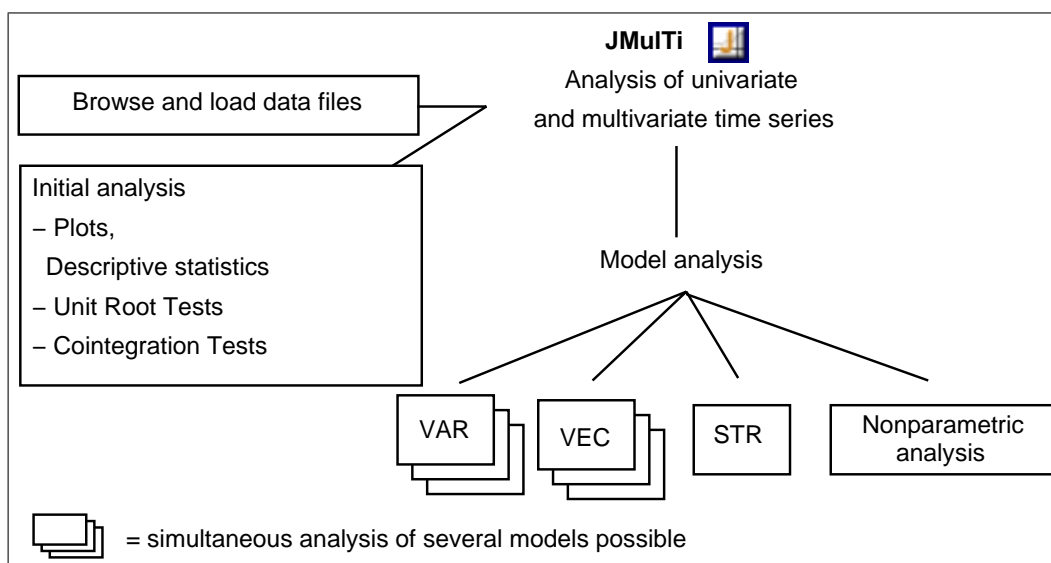 JMulTi
Analysis of univariate
and multivariate time series
Browse and load data files
Initial analysis
– Plots,
Descriptive statistics
– Unit Root Tests
– Cointegration Tests
Model analysis
VAR
VEC
STR
Nonparametric
analysis
= simultaneous analysis of several models possible